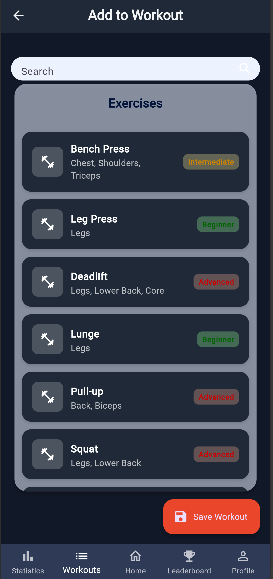 Add to Workout
Search
Exercises
Bench Press
Chest, Shoulders,
Triceps
Intermediate
Leg Press
Legs
Beginner
Deadlift
Legs, Lower Back, Core
Advanced
Lunge
Legs
Beginner
Pull-up
Back, Biceps
Advanced
Squat
Legs, Lower Back
Advanced
Save Workout
Statistics
Workouts
Home
Leaderboard
Profile